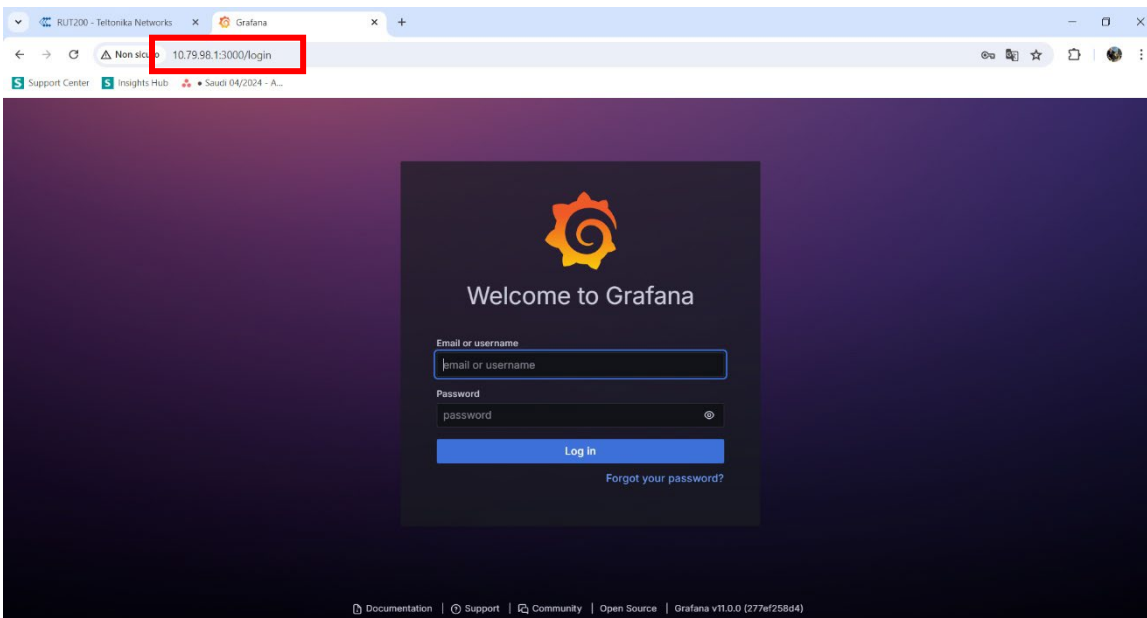 RUT200 - Teltonika Networks
Grafana
Non sicuro 10.79.98.1:3000/login
Support Center Insights Hub • Saudi 04/2024 - A...
Welcome to Grafana
Email or username
email or username
Password
password
Log in
Forgot your password?
Documentation | Support | Community | Open Source | Grafana v11.0.0 (277ef258d4)